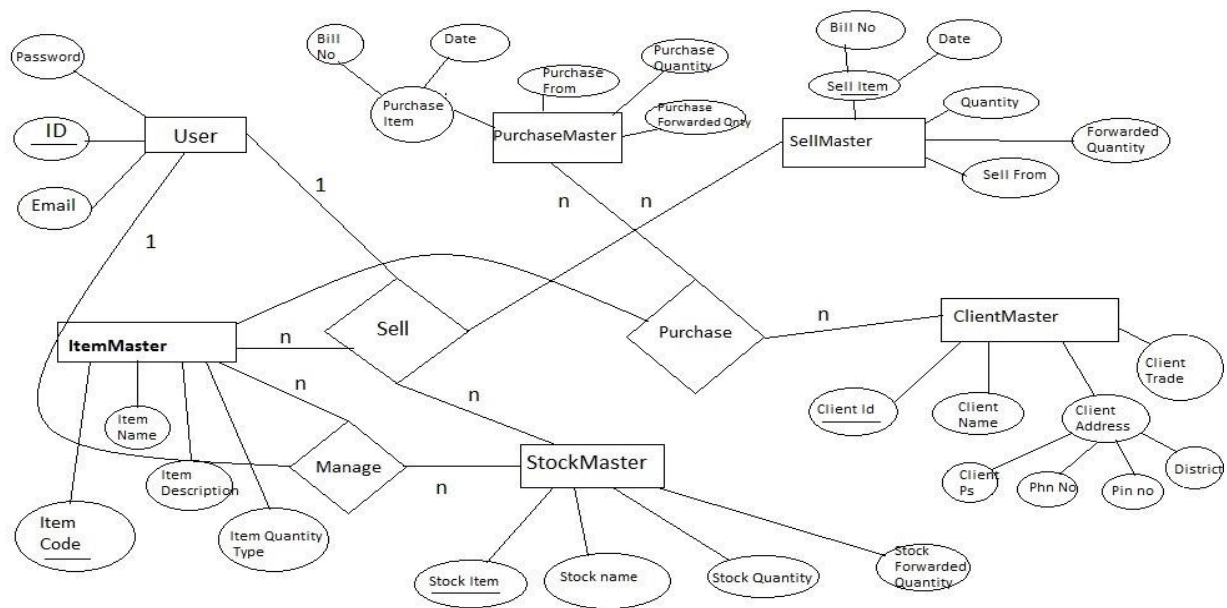 Password
ID
Email
User
Bill
No
Date
Purchase
Item
Purchase
From
Purchase
Quantity
Purchase
Forwarded Qnty
PurchaseMaster
Bill No
Date
Sell Item
Quantity
Forwarded
Quantity
Sell From
SellMaster
1
1
n
n
Sell
Purchase
n
n
n
n
n
ItemMaster
Item
Name
Item
Description
Item
Code
Item Quantity
Type
Manage
StockMaster
Stock Item
Stock name
Stock Quantity
Stock
Forwarded
Quantity
ClientMaster
Client
Trade
Client Id
Client
Name
Client
Address
Client
Ps
Phn No
Pin no
District